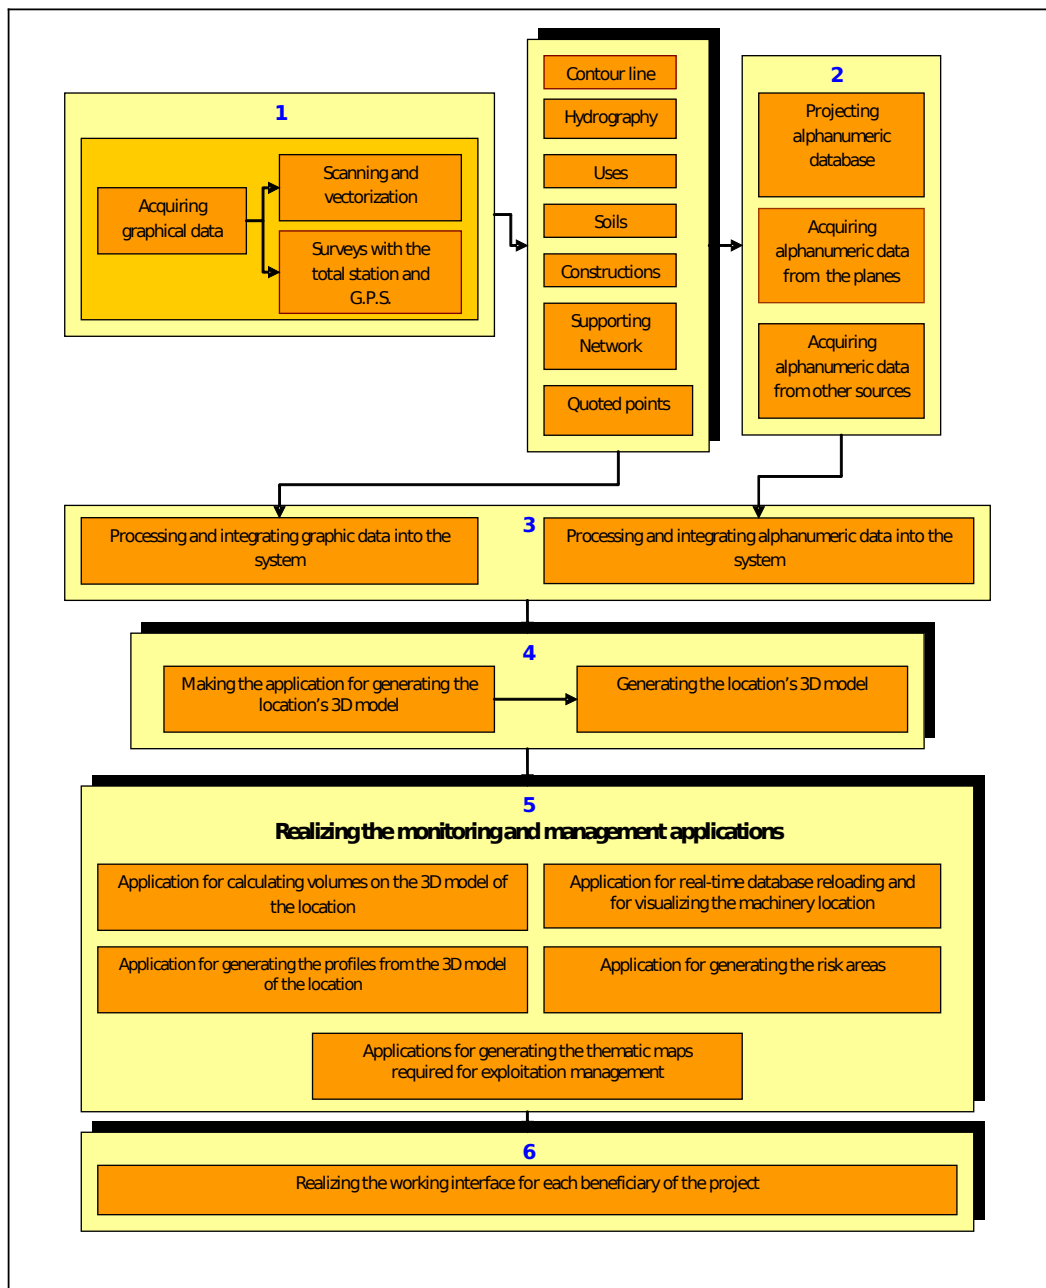 1
Acquiring
graphical data
Scanning and
vectorization
Surveys with the
total station and
G.P.S.
Contour line
Hydrography
Uses
Soils
Constructions
Supporting
Network
Quoted points
2
Projecting
alphanumeric
database
Acquiring
alphanumeric data
from the planes
Acquiring
alphanumeric data
from other sources
3
Processing and integrating graphic data into the
system
Processing and integrating alphanumeric data into the
system
4
Making the application for generating the
location's 3D model
Generating the location's 3D model
5
Realizing the monitoring and management applications
Application for calculating volumes on the 3D model of
the location
Application for real-time database reloading and
for visualizing the machinery location
Application for generating the profiles from the 3D model
of the location
Application for generating the risk areas
Applications for generating the thematic maps
required for exploitation management
6
Realizing the working interface for each beneficiary of the project